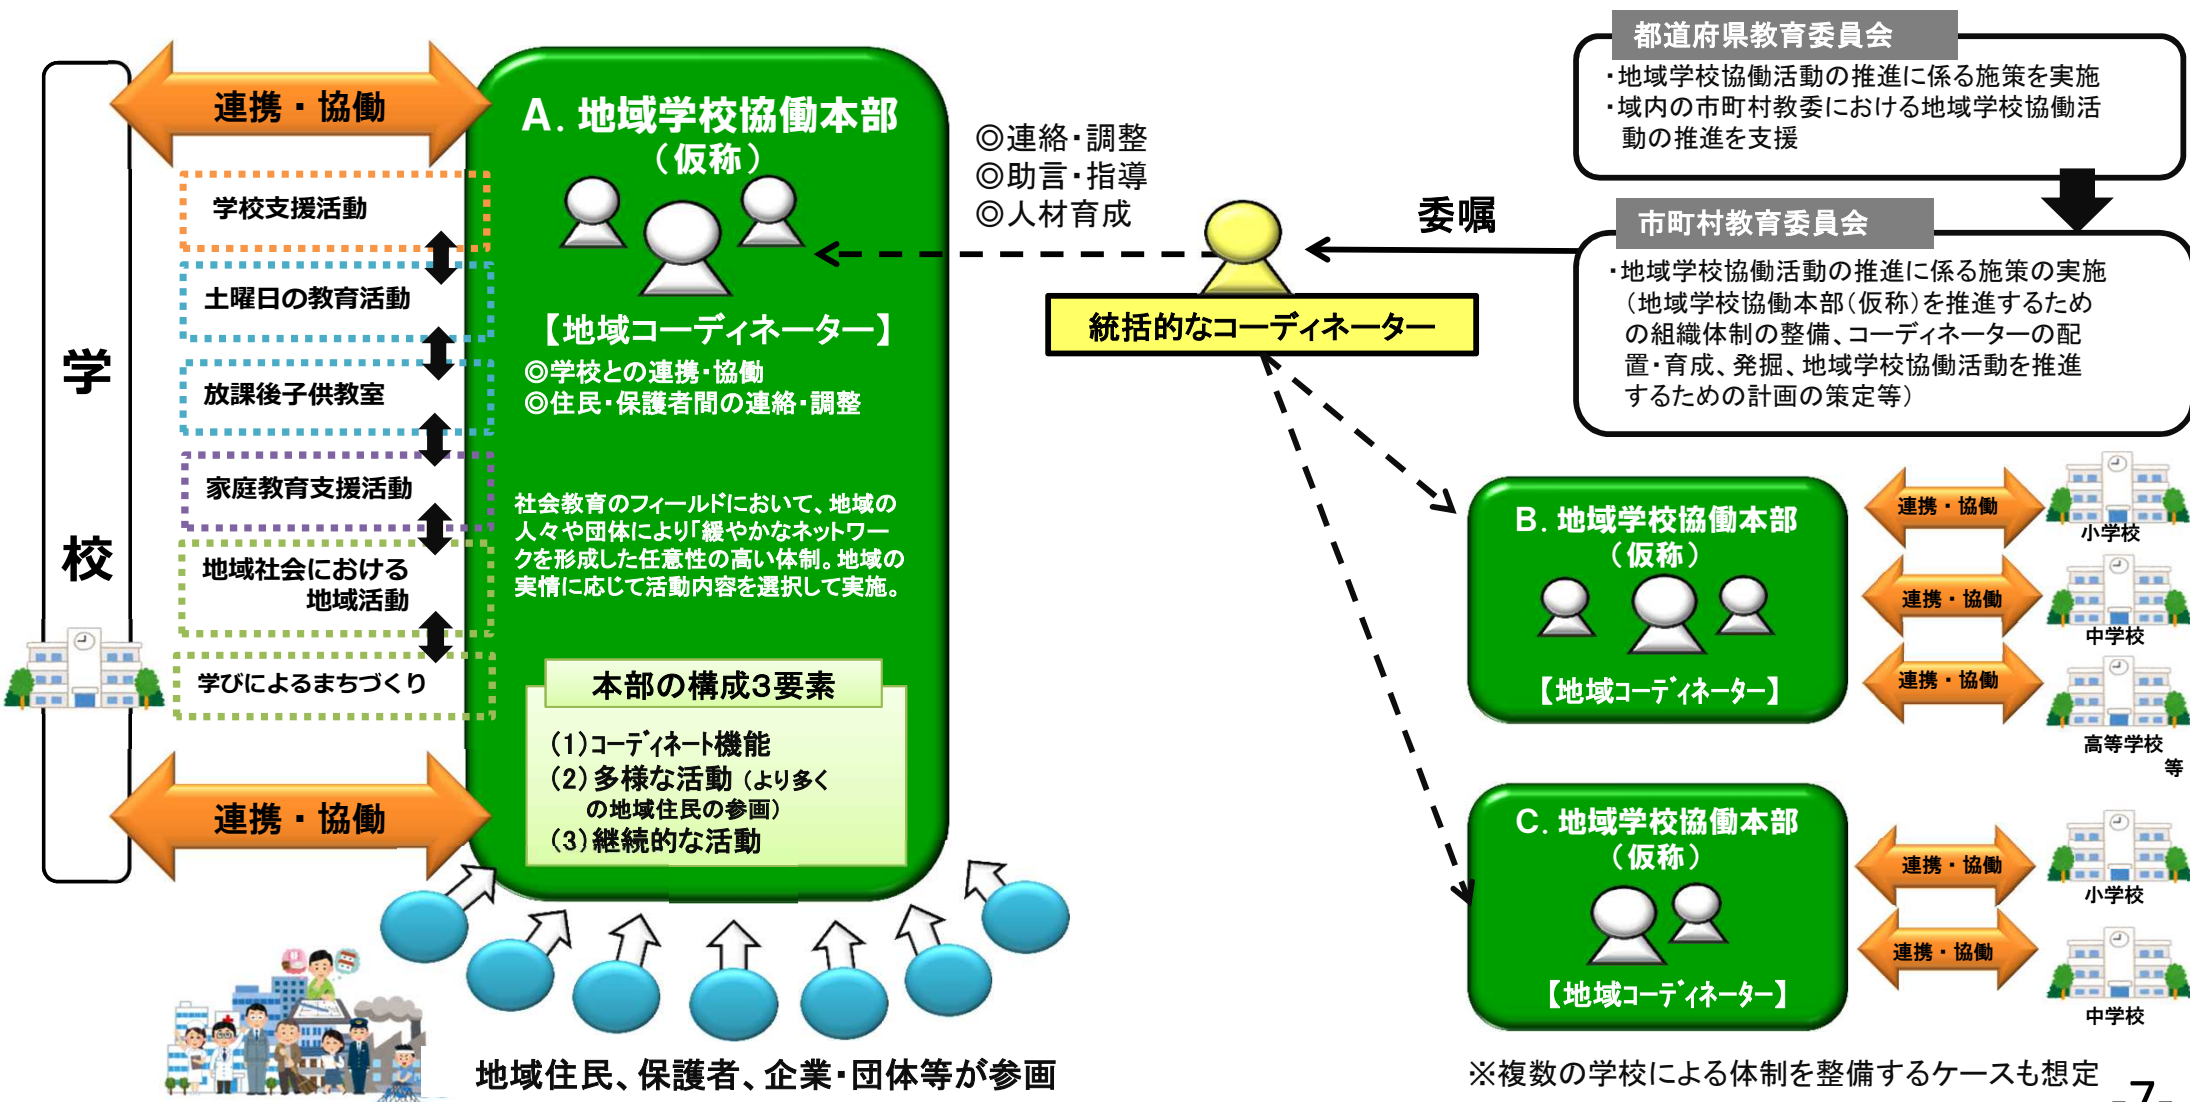 学校
連携・協働
学校支援活動
土曜日の教育活動
放課後子供教室
家庭教育支援活動
地域社会における
地域活動
学びによるまちづくり
連携・協働
A. 地域学校協働本部
（仮称）
【地域コーディネーター】
◎学校との連携・協働
◎住民・保護者間の連絡・調整
社会教育のフィールドにおいて、地域の
人々や団体により「緩やかなネットワー
クを形成した任意性の高い体制。地域の
実情に応じて活動内容を選択して実施。
本部の構成３要素
（１）コーディネート機能
（２）多様な活動（より多く
の地域住民の参画）
（３）継続的な活動
地域住民、保護者、企業・団体等が参画
◎連絡・調整
◎助言・指導
◎人材育成
統括的なコーディネーター
委嘱
都道府県教育委員会
・地域学校協働活動の推進に係る施策を実施
・域内の市町村教委における地域学校協働活
動の推進を支援
市町村教育委員会
・地域学校協働活動の推進に係る施策の実施
（地域学校協働本部（仮称）を推進するため
の組織体制の整備、コーディネーターの配
置・育成、発掘、地域学校協働活動を推進
するための計画の策定等）
B. 地域学校協働本部
（仮称）
【地域コーディネーター】
連携・協働
小学校
連携・協働
中学校
連携・協働
高等学校
等
C. 地域学校協働本部
（仮称）
【地域コーディネーター】
連携・協働
小学校
連携・協働
中学校
※複数の学校による体制を整備するケースも想定
-7-